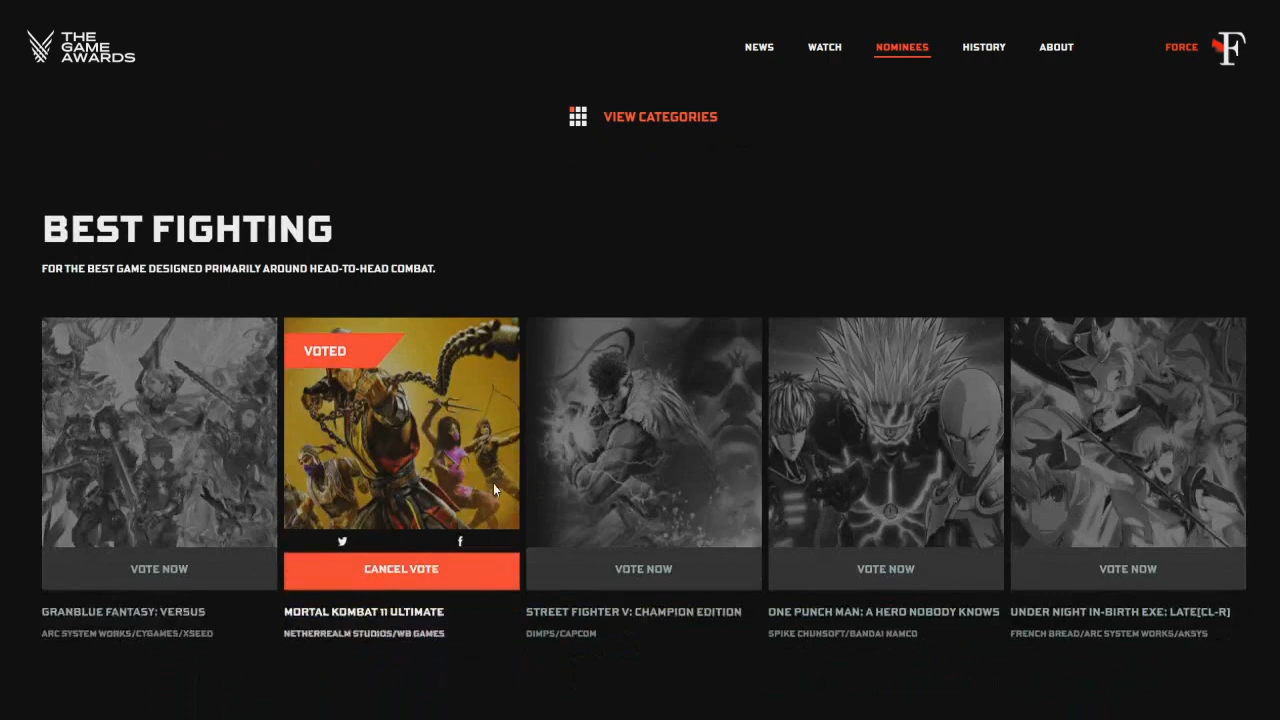 THE
GAME
AWARDS
NEWS WATCH NOMINEES HISTORY ABOUT FORCE F
VIEW CATEGORIES
BEST FIGHTING
FOR THE BEST GAME DESIGNED PRIMARILY AROUND HEAD-TO-HEAD COMBAT.
VOTED
VOTE NOW CANCEL VOTE VOTE NOW VOTE NOW VOTE NOW
GRANBLUE FANTASY: VERSUS MORTAL KOMBAT 11 ULTIMATE STREET FIGHTER V: CHAMPION EDITION ONE PUNCH MAN: A HERO NOBODY KNOWS UNDER NIGHT IN-BIRTH EXE: LATE[CL-R]
ARC SYSTEM WORKS/CYGAMES/XSEED NETHERREALM STUDIOS/WB GAMES DIMPS/CAPCOM SPIKE CHUNSOFT/BANDAI NAMCO FRENCH BREAD/ARC SYSTEM WORKS/AKSYS